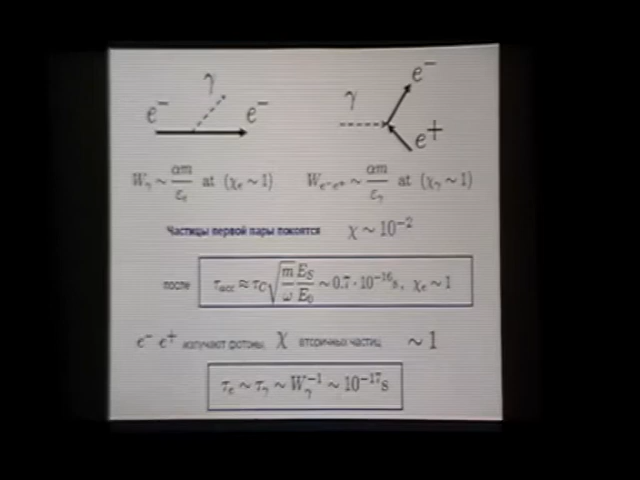 γ e⁻
e⁻ e⁻ γ e⁺
W_γ ~ αm/ε_e at (χ_e ~ 1) W_{e⁻e⁺} ~ αm/ε_γ at (χ_γ ~ 1)
Частицы первой пары покоятся χ ~ 10⁻²
после τ_acc ≈ τ_C √(m/ω) E_S/E_0 ~ 0.7 · 10⁻¹⁶ s, χ_e ~ 1
e⁻ e⁺ излучают фотоны, χ вторичных частиц ~ 1
τ_e ~ τ_γ ~ W_γ⁻¹ ~ 10⁻¹⁷ s